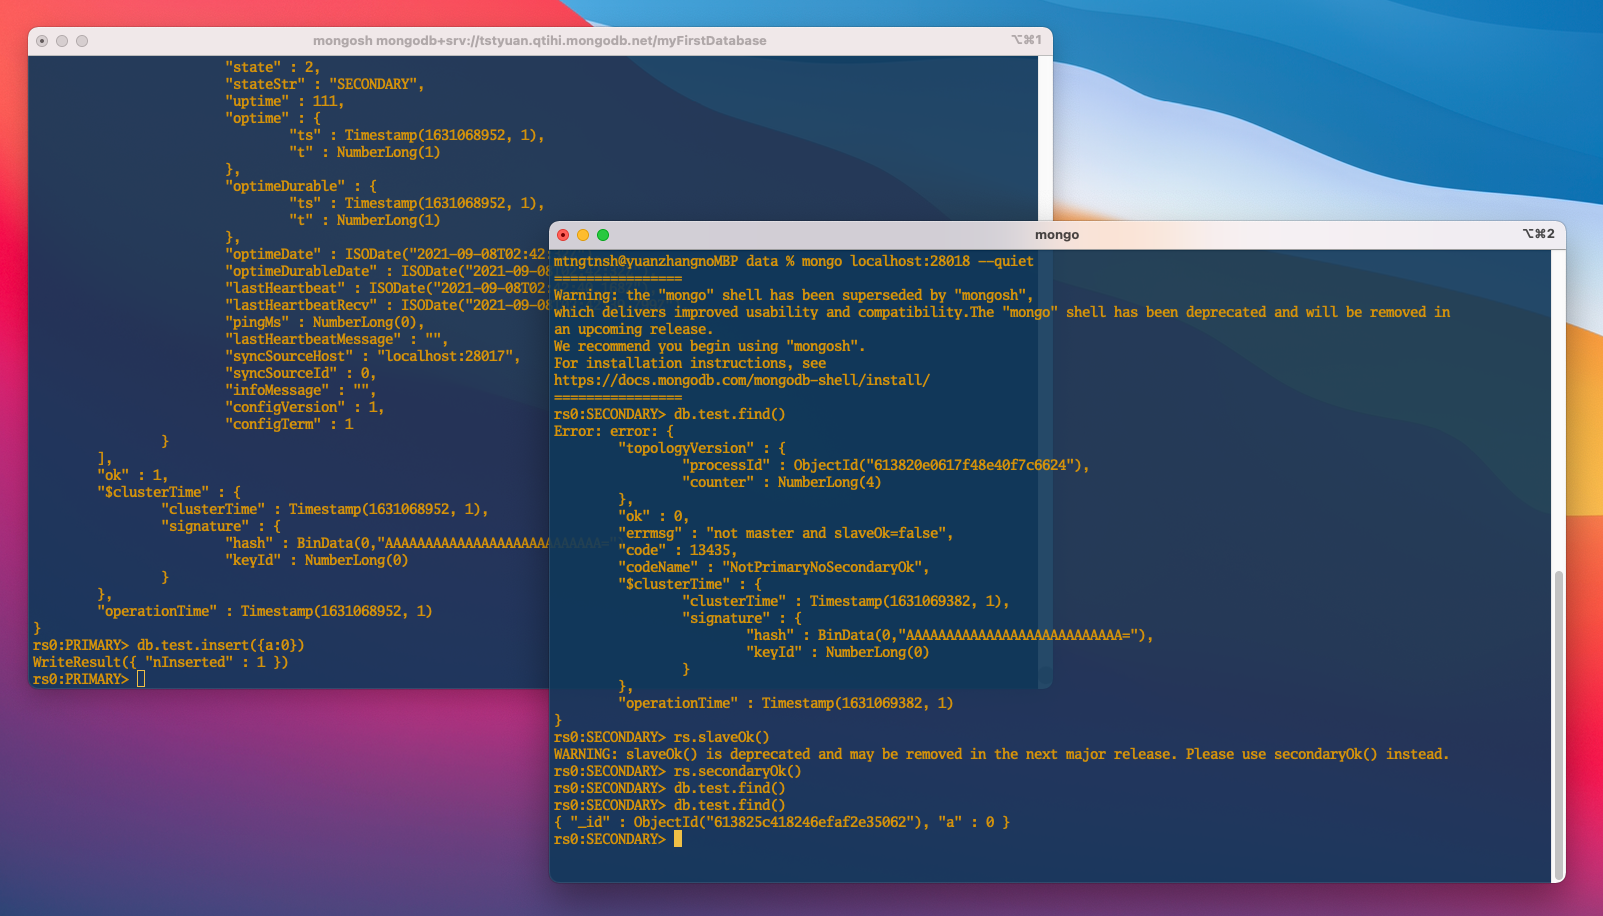 mongosh mongodb+srv://tstyuan.qtihi.mongodb.net/myFirstDatabase
⌥⌘1
"state" : 2,
"stateStr" : "SECONDARY",
"uptime" : 111,
"optime" : {
"ts" : Timestamp(1631068952, 1),
"t" : NumberLong(1)
},
"optimeDurable" : {
"ts" : Timestamp(1631068952, 1),
"t" : NumberLong(1)
},
"optimeDate" : ISODate("2021-09-08T02:42:
"optimeDurableDate" : ISODate("2021-09-08
"lastHeartbeat" : ISODate("2021-09-08T02:
"lastHeartbeatRecv" : ISODate("2021-09-08
"pingMs" : NumberLong(0),
"lastHeartbeatMessage" : "",
"syncSourceHost" : "localhost:28017",
"syncSourceId" : 0,
"infoMessage" : "",
"configVersion" : 1,
"configTerm" : 1
}
],
"ok" : 1,
"$clusterTime" : {
"clusterTime" : Timestamp(1631068952, 1),
"signature" : {
"hash" : BinData(0,"AAAAAAAAAAAAAAAAAAAAAAAAAAA="
"keyId" : NumberLong(0)
}
},
"operationTime" : Timestamp(1631068952, 1)
}
rs0:PRIMARY> db.test.insert({a:0})
WriteResult({ "nInserted" : 1 })
rs0:PRIMARY>
mongo
⌥⌘2
mtngtnsh@yuanzhangnoMBP data % mongo localhost:28018 --quiet
================
Warning: the "mongo" shell has been superseded by "mongosh",
which delivers improved usability and compatibility.The "mongo" shell has been deprecated and will be removed in
an upcoming release.
We recommend you begin using "mongosh".
For installation instructions, see
https://docs.mongodb.com/mongodb-shell/install/
================
rs0:SECONDARY> db.test.find()
Error: error: {
"topologyVersion" : {
"processId" : ObjectId("613820e0617f48e40f7c6624"),
"counter" : NumberLong(4)
},
"ok" : 0,
"errmsg" : "not master and slaveOk=false",
"code" : 13435,
"codeName" : "NotPrimaryNoSecondaryOk",
"$clusterTime" : {
"clusterTime" : Timestamp(1631069382, 1),
"signature" : {
"hash" : BinData(0,"AAAAAAAAAAAAAAAAAAAAAAAAAAA="),
"keyId" : NumberLong(0)
}
},
"operationTime" : Timestamp(1631069382, 1)
}
rs0:SECONDARY> rs.slaveOk()
WARNING: slaveOk() is deprecated and may be removed in the next major release. Please use secondaryOk() instead.
rs0:SECONDARY> rs.secondaryOk()
rs0:SECONDARY> db.test.find()
rs0:SECONDARY> db.test.find()
{ "_id" : ObjectId("613825c418246efaf2e35062"), "a" : 0 }
rs0:SECONDARY>